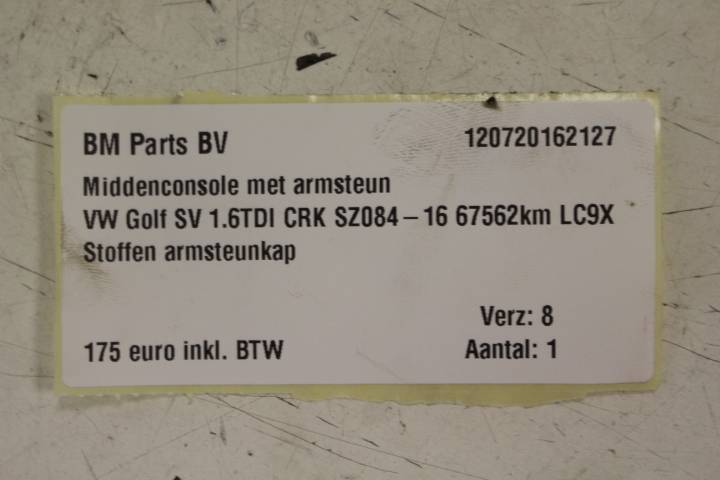 BM Parts BV 120720162127
Middenconsole met armsteun
VW Golf SV 1.6TDI CRK SZ084-16 67562km LC9X
Stoffen armsteunkap
Verz: 8
175 euro inkl. BTW Aantal: 1